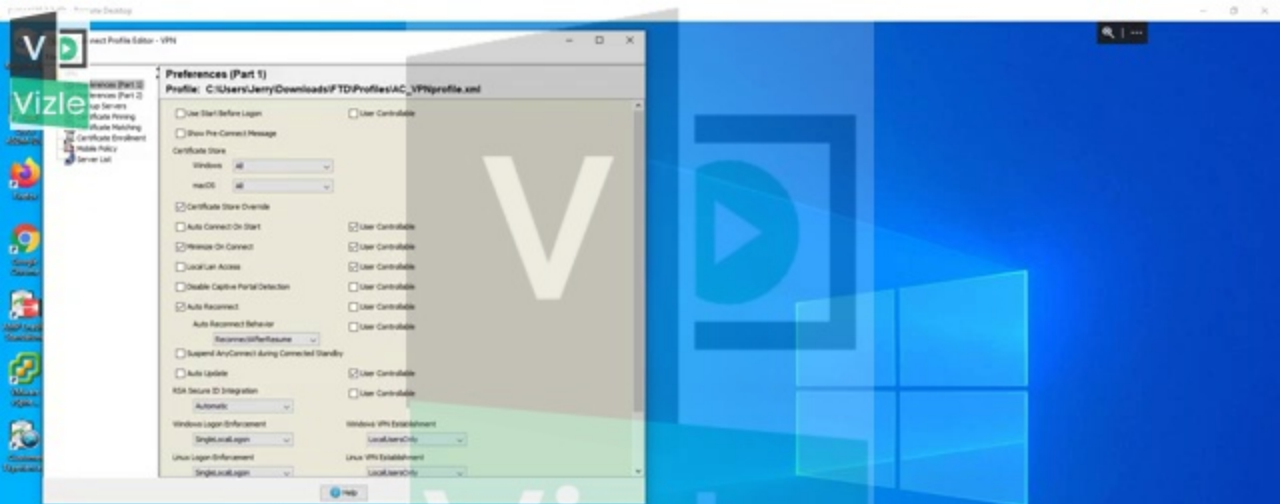 Remote Desktop
nect Profile Editor - VPN
V
Vizle
Preferences (Part 1)
Preferences (Part 2)
up Servers
Certificate Pinning
Certificate Matching
Certificate Enrollment
Mobile Policy
Server List
Preferences (Part 1)
Profile: C:\Users\Jerry\Downloads\FTD\Profiles\AC_VPNprofile.xml
Use Start Before Logon User Controllable
Show Pre-Connect Message
Certificate Store
Windows All
macOS All
Certificate Store Override
Auto Connect On Start User Controllable
Minimize On Connect User Controllable
Local Lan Access User Controllable
Disable Captive Portal Detection User Controllable
Auto Reconnect User Controllable
Auto Reconnect Behavior User Controllable
ReconnectAfterResume
Suspend AnyConnect during Connected Standby
Auto Update User Controllable
RSA Secure ID Integration User Controllable
Automatic
Windows Logon Enforcement Windows VPN Establishment
SingleLocalLogon LocalUsersOnly
Linux Logon Enforcement Linux VPN Establishment
SingleLocalLogon LocalUsersOnly
Help
V
Firefox
Google
Chrome